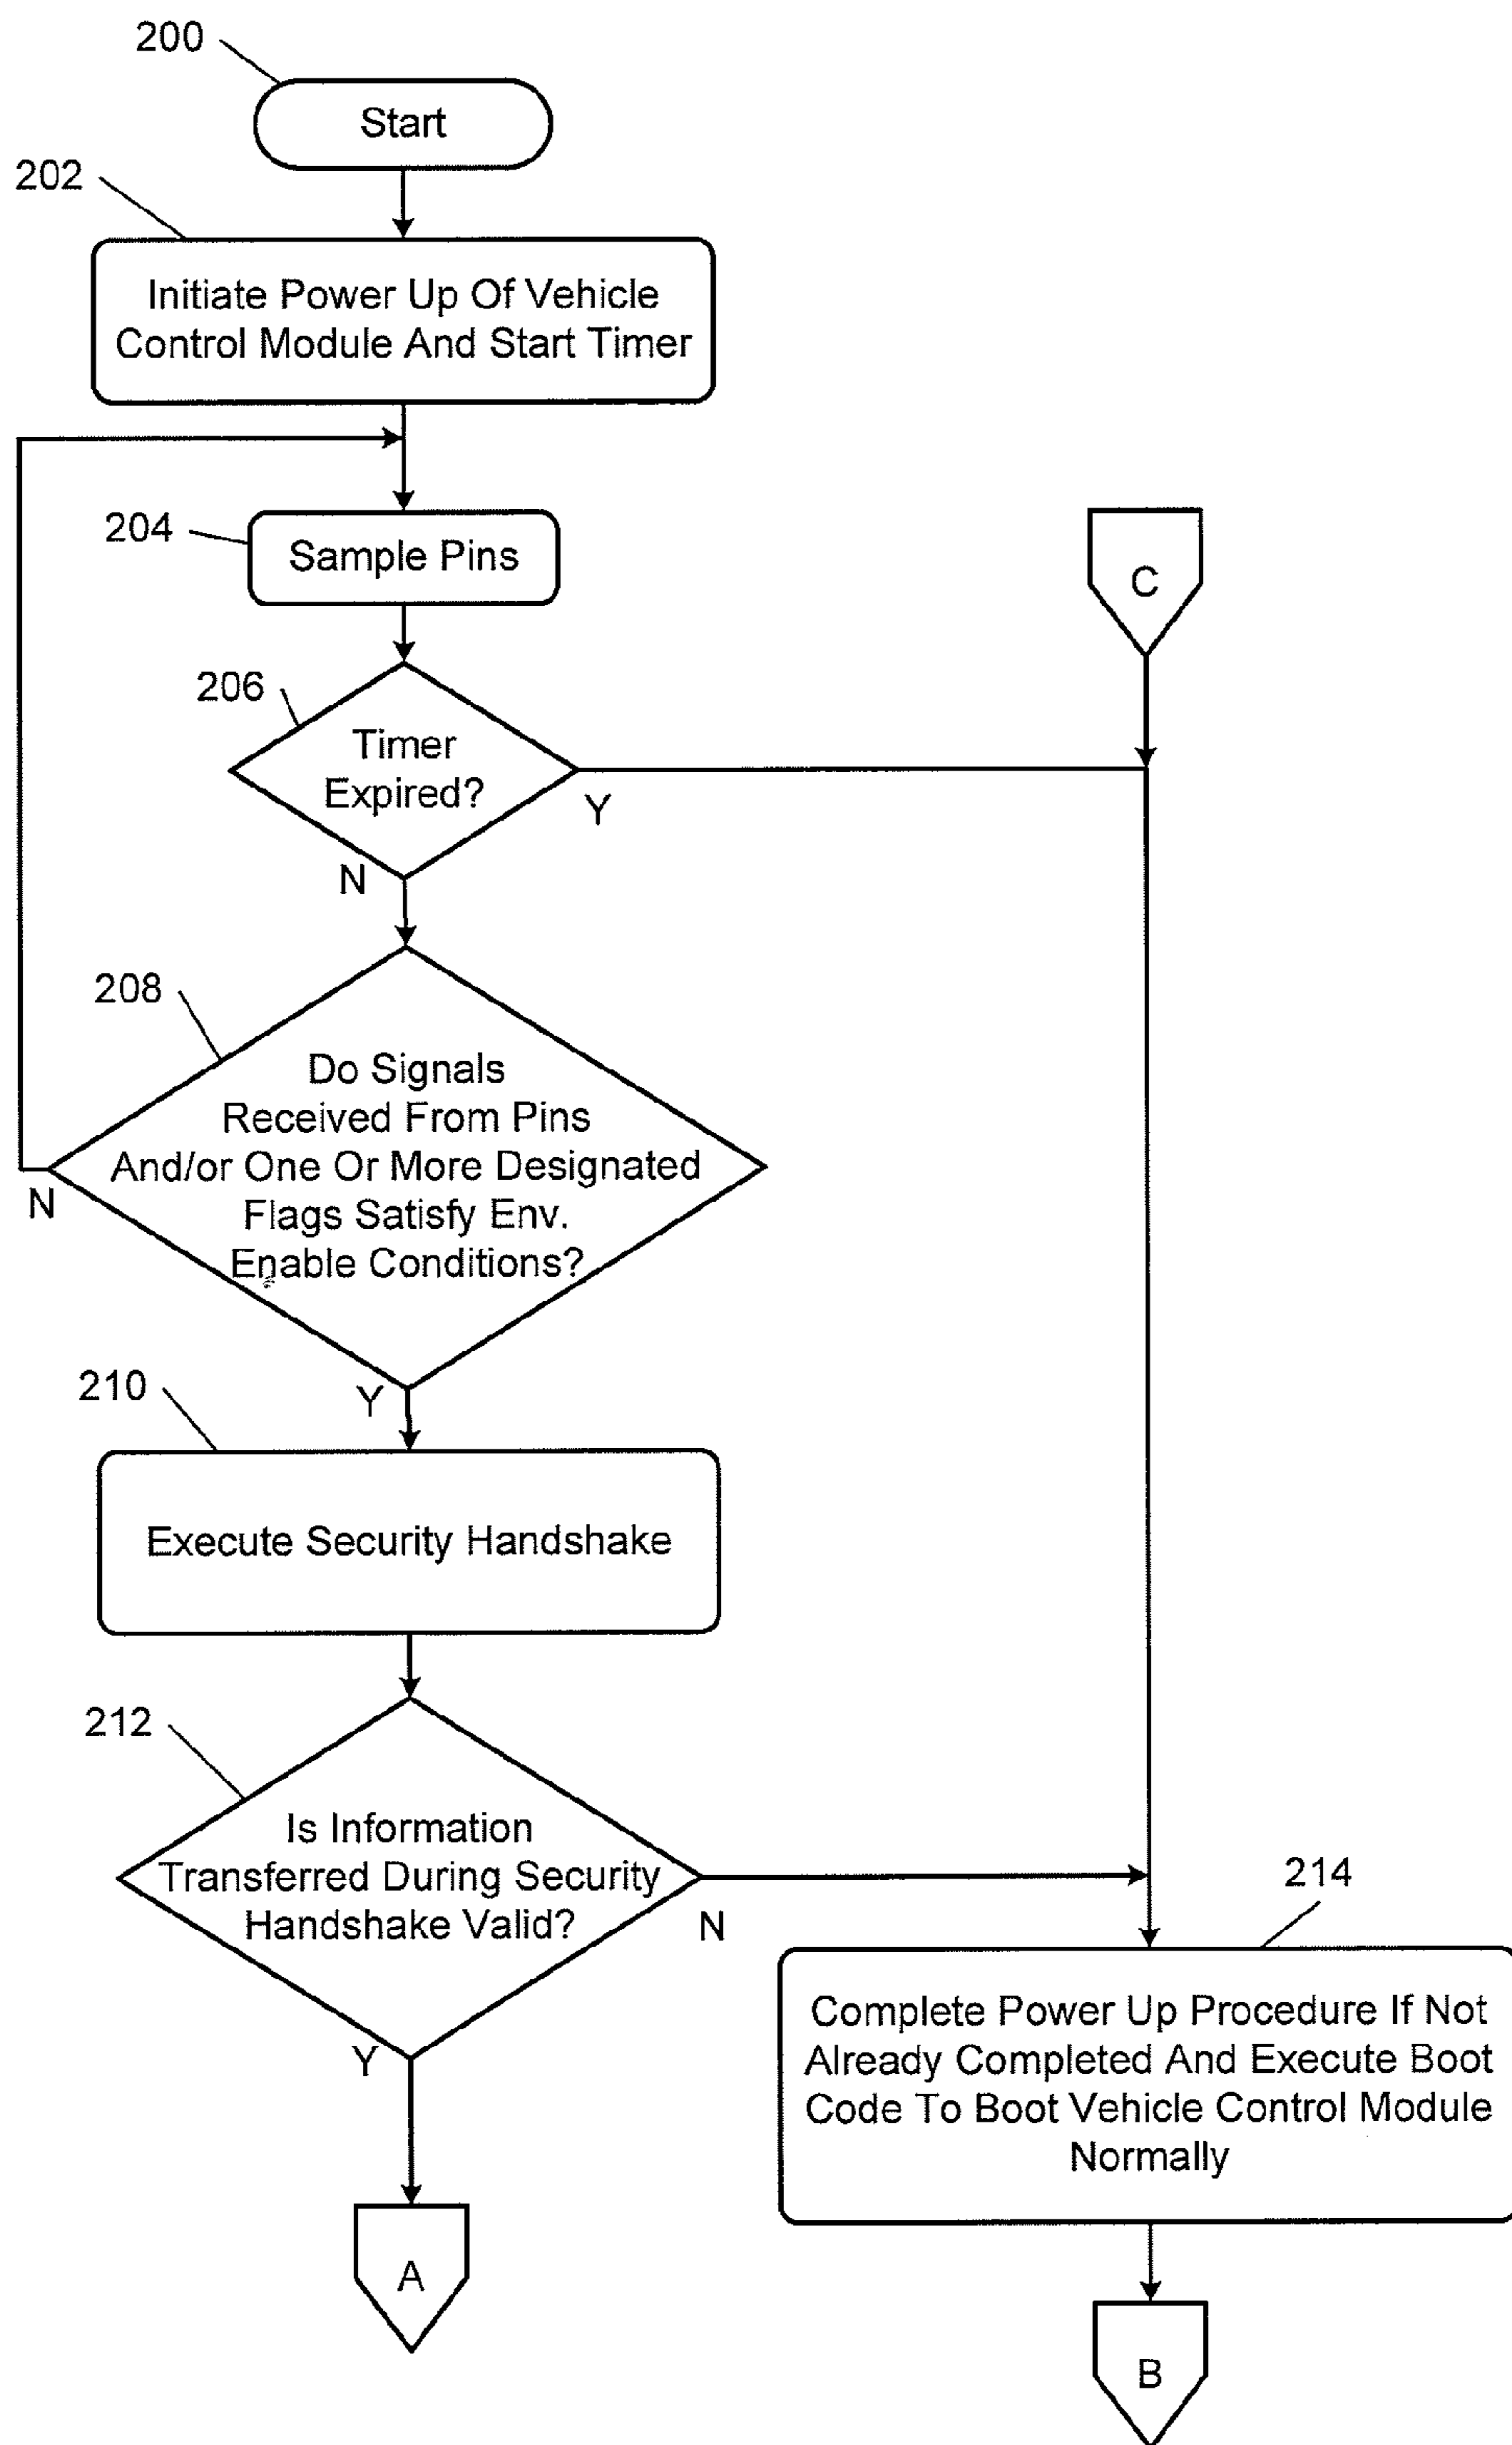 200
Start
202
Initiate Power Up Of Vehicle
Control Module And Start Timer
204
Sample Pins
C
206
Timer
Expired?
Y
N
208
Do Signals
Received From Pins
And/or One Or More Designated
Flags Satisfy Env.
Enable Conditions?
N
Y
210
Execute Security Handshake
212
Is Information
Transferred During Security
Handshake Valid?
N
Y
214
Complete Power Up Procedure If Not
Already Completed And Execute Boot
Code To Boot Vehicle Control Module
Normally
A
B